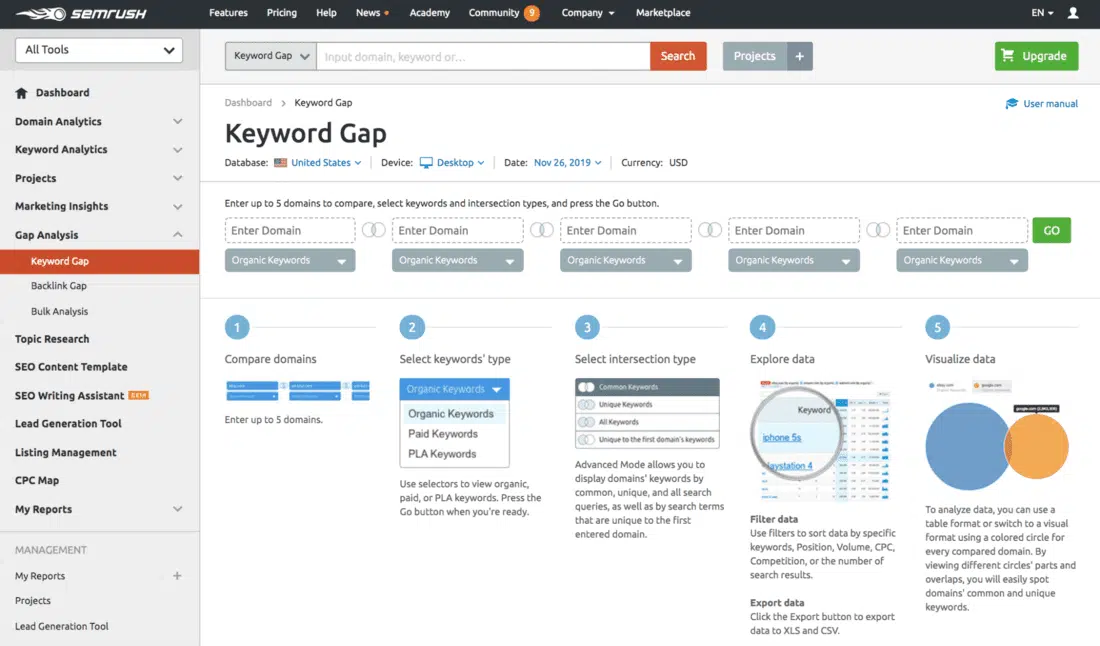 SEMRUSH
Features Pricing Help News Academy Community 9 Company Marketplace EN
All Tools
Keyword Gap Input domain, keyword or... Search Projects + Upgrade
Dashboard
Domain Analytics
Keyword Analytics
Projects
Marketing Insights
Gap Analysis
Keyword Gap
Backlink Gap
Bulk Analysis
Topic Research
SEO Content Template
SEO Writing Assistant BETA
Lead Generation Tool
Listing Management
CPC Map
My Reports
MANAGEMENT
My Reports +
Projects
Lead Generation Tool
Dashboard > Keyword Gap
User manual
Keyword Gap
Database: United States Device: Desktop Date: Nov 26, 2019 Currency: USD
Enter up to 5 domains to compare, select keywords and intersection types, and press the Go button.
Enter Domain Enter Domain Enter Domain Enter Domain Enter Domain GO
Organic Keywords Organic Keywords Organic Keywords Organic Keywords Organic Keywords
1
Compare domains
Enter up to 5 domains.
2
Select keywords' type
Organic Keywords
Organic Keywords
Paid Keywords
PLA Keywords
Use selectors to view organic,
paid, or PLA keywords. Press the
Go button when you're ready.
3
Select intersection type
Common Keywords
Unique Keywords
All Keywords
Unique to the first domain's keywords
Advanced Mode allows you to
display domains' keywords by
common, unique, and all search
queries, as well as by search terms
that are unique to the first
entered domain.
4
Explore data
Keyword
iphone 5s
laystation 4
Filter data
Use filters to sort data by specific
keywords, Position, Volume, CPC,
Competition, or the number of
search results.
Export data
Click the Export button to export
data to XLS and CSV.
5
Visualize data
To analyze data, you can use a
table format or switch to a visual
format using a colored circle for
every compared domain. By
viewing different circles' parts and
overlaps, you will easily spot
domains' common and unique
keywords.